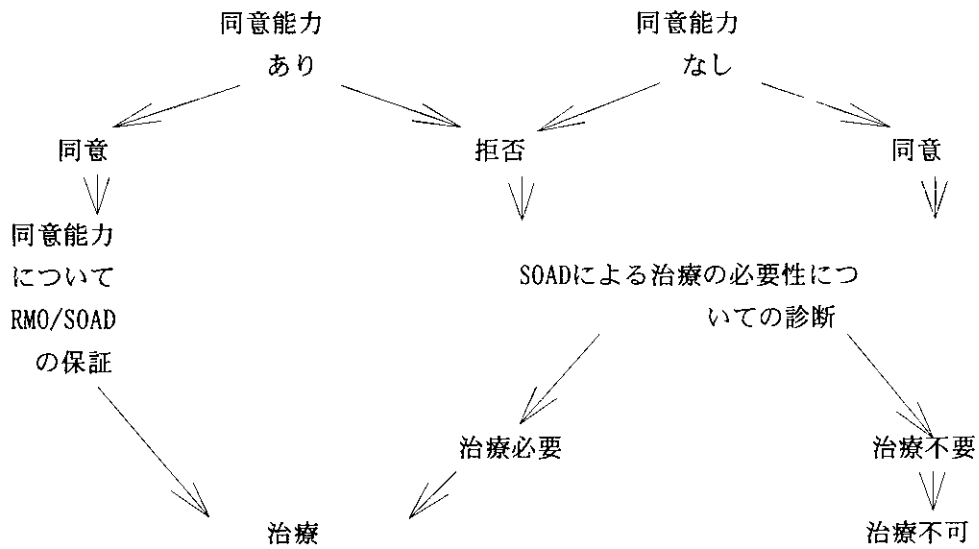 同意能力
あり
同意能力
なし
同意
拒否
同意
同意能力
について
RMO/SOAD
の保証
SOADによる治療の必要性につ
いての診断
治療必要
治療不要
治療
治療不可